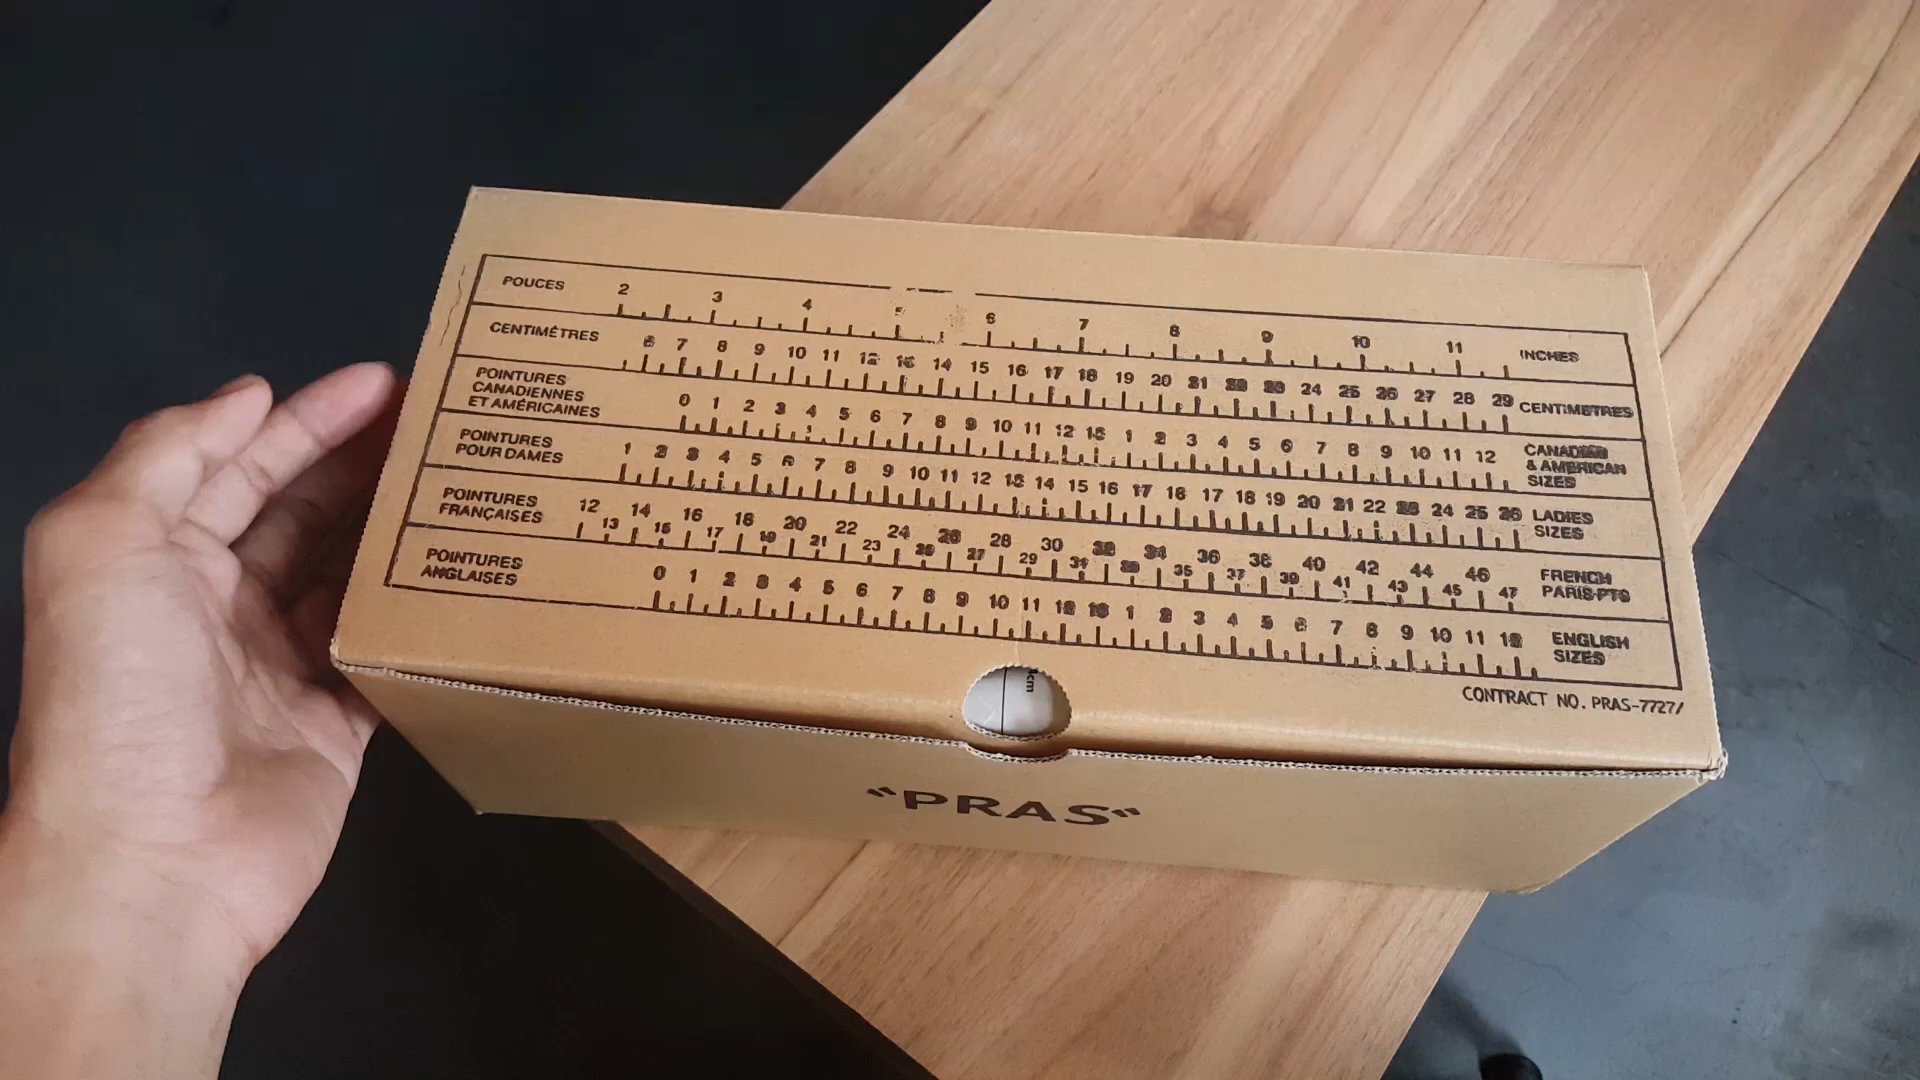 POUCES 2 3 4 5 6 7 8 9 10 11 INCHES
CENTIMÈTRES 6 7 8 9 10 11 12 13 14 15 16 17 18 19 20 21 22 23 24 25 26 27 28 29 CENTIMETRES
POINTURES
CANADIENNES
ET AMÉRICAINES
0 1 2 3 4 5 6 7 8 9 10 11 12 13 1 2 3 4 5 6 7 8 9 10 11 12
CANADIAN
& AMERICAN
SIZES
POINTURES
POUR DAMES
1 2 3 4 5 6 7 8 9 10 11 12 13 14 15 16 17 16 17 18 19 20 21 22 23 24 25 26
LADIES
SIZES
POINTURES
FRANÇAISES
12 14 16 16 20 22 24 26 28 30 32 34 36 38 40 42 44 46
13 15 17 19 21 23 25 27 29 31 33 35 37 39 41 43 45 47
FRENCH
PARIS PTS
POINTURES
ANGLAISES
0 1 2 3 4 5 6 7 8 9 10 11 12 13 1 2 3 4 5 6 7 8 9 10 11 12
ENGLISH
SIZES
4cm
CONTRACT NO. PRAS-7727/
"PRAS"